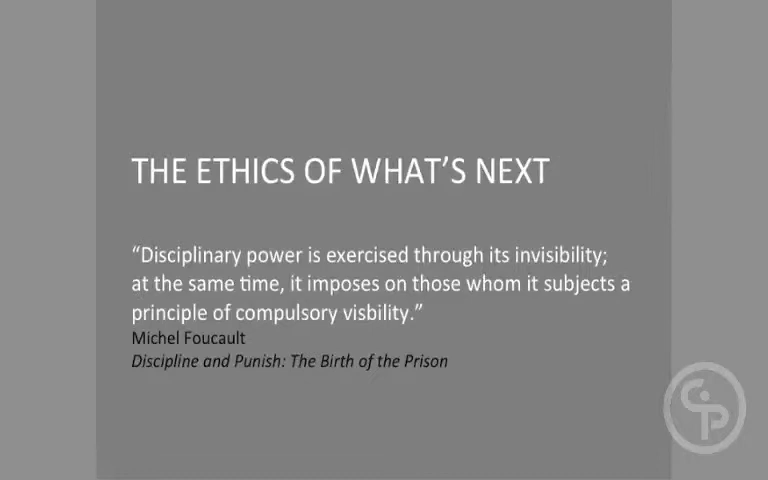 THE ETHICS OF WHAT'S NEXT
“Disciplinary power is exercised through its invisibility;
at the same time, it imposes on those whom it subjects a
principle of compulsory visbility.”
Michel Foucault
Discipline and Punish: The Birth of the Prison